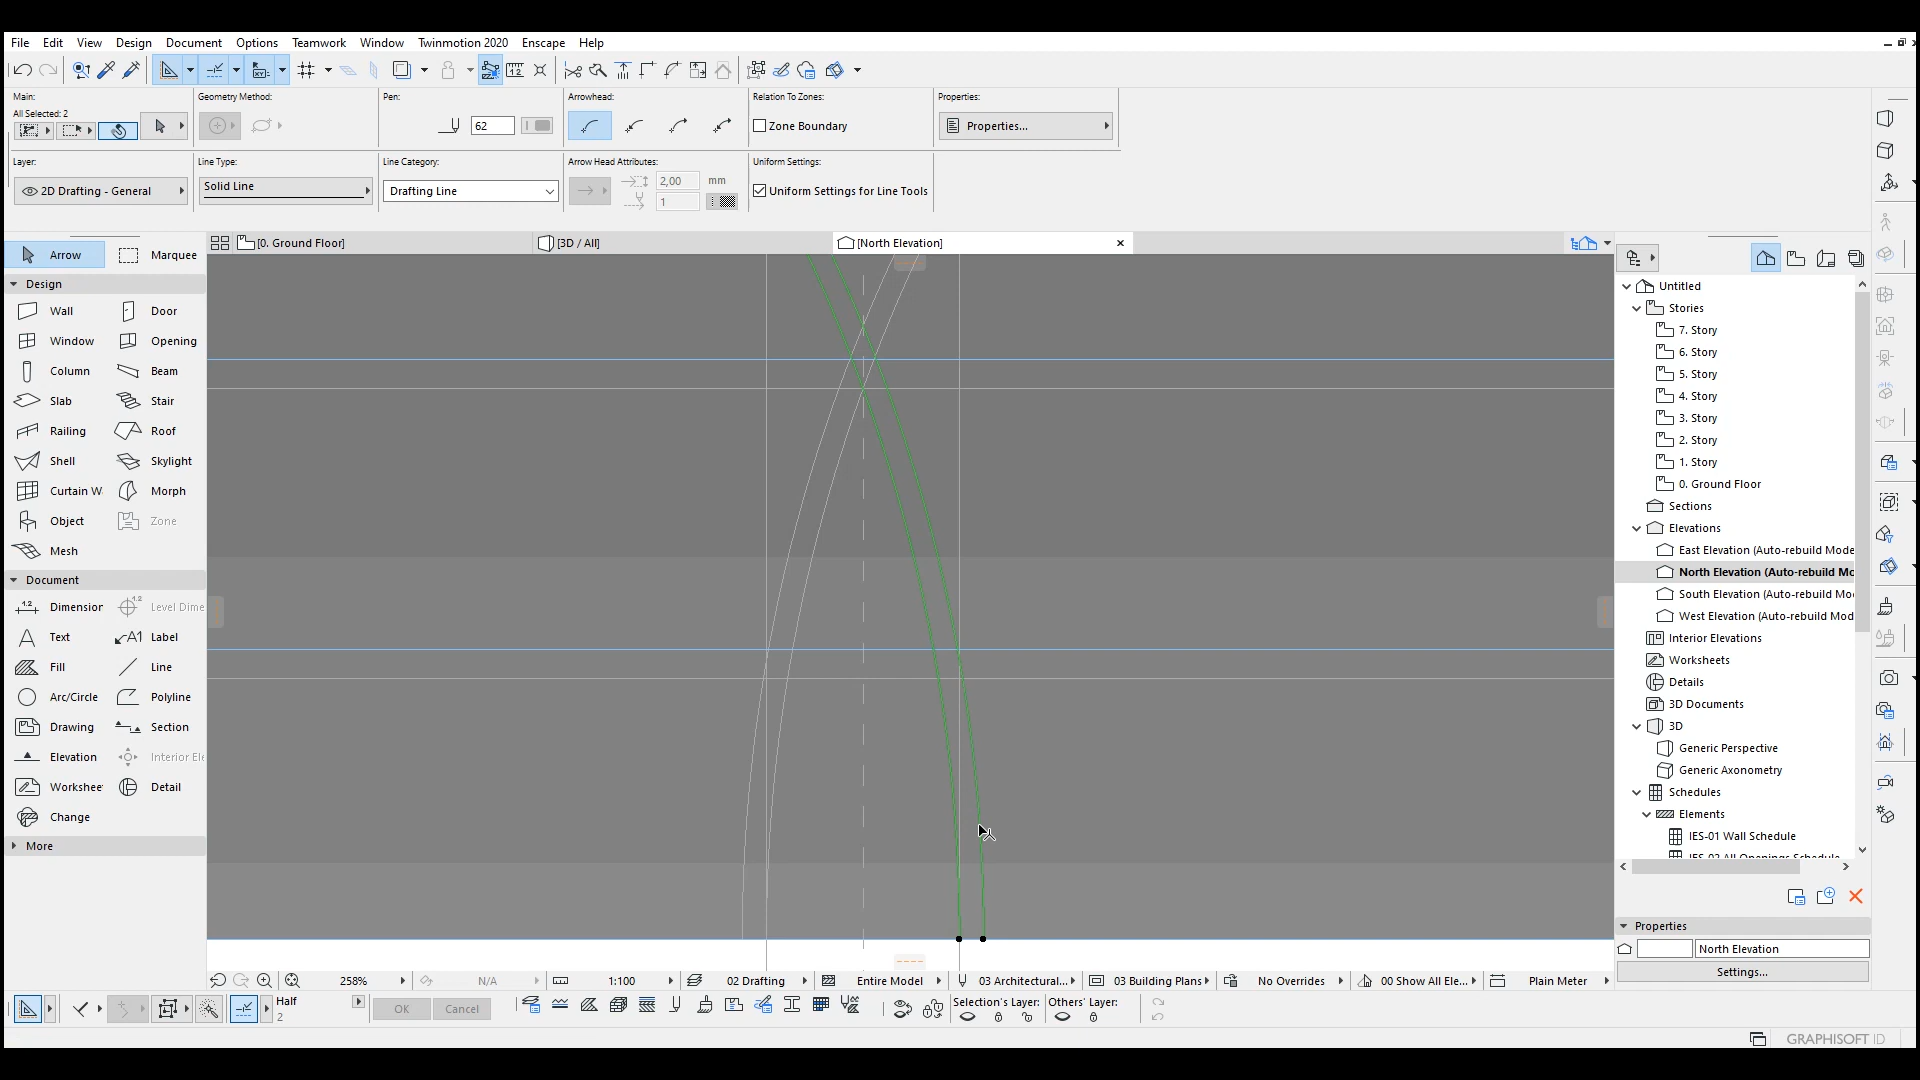 File Edit View Design Document Options Teamwork Window Twinmotion 2020 Enscape Help
Main:
All Selected: 2
Geometry Method:
Pen:
62
Arrowhead:
Relation To Zones:
Zone Boundary
Properties:
Properties...
Layer:
2D Drafting - General
Line Type:
Solid Line
Line Category:
Drafting Line
Arrow Head Attributes:
2,00 mm
1
Uniform Settings:
Uniform Settings for Line Tools
[0. Ground Floor]
[3D / All]
[North Elevation]
Arrow Marquee
Design
Wall Door
Window Opening
Column Beam
Slab Stair
Railing Roof
Shell Skylight
Curtain W
Morph
Object Zone
Mesh
Document
Dimension Level Dime
Text Label
Fill Line
Arc/Circle Polyline
Drawing Section
Elevation Interior Ele
Workshee Detail
Change
More
Untitled
Stories
7. Story
6. Story
5. Story
4. Story
3. Story
2. Story
1. Story
0. Ground Floor
Sections
Elevations
East Elevation (Auto-rebuild Mode
North Elevation (Auto-rebuild Mo
South Elevation (Auto-rebuild Mo
West Elevation (Auto-rebuild Mod
Interior Elevations
Worksheets
Details
3D Documents
3D
Generic Perspective
Generic Axonometry
Schedules
Elements
IES-01 Wall Schedule
IES-02 All Openings Schedule
Properties
North Elevation
Settings...
258% N/A 1:100 02 Drafting Entire Model 03 Architectural... 03 Building Plans No Overrides 00 Show All Ele... Plain Meter
Half
2
OK Cancel
Selection's Layer: Others' Layer:
GRAPHISOFT ID